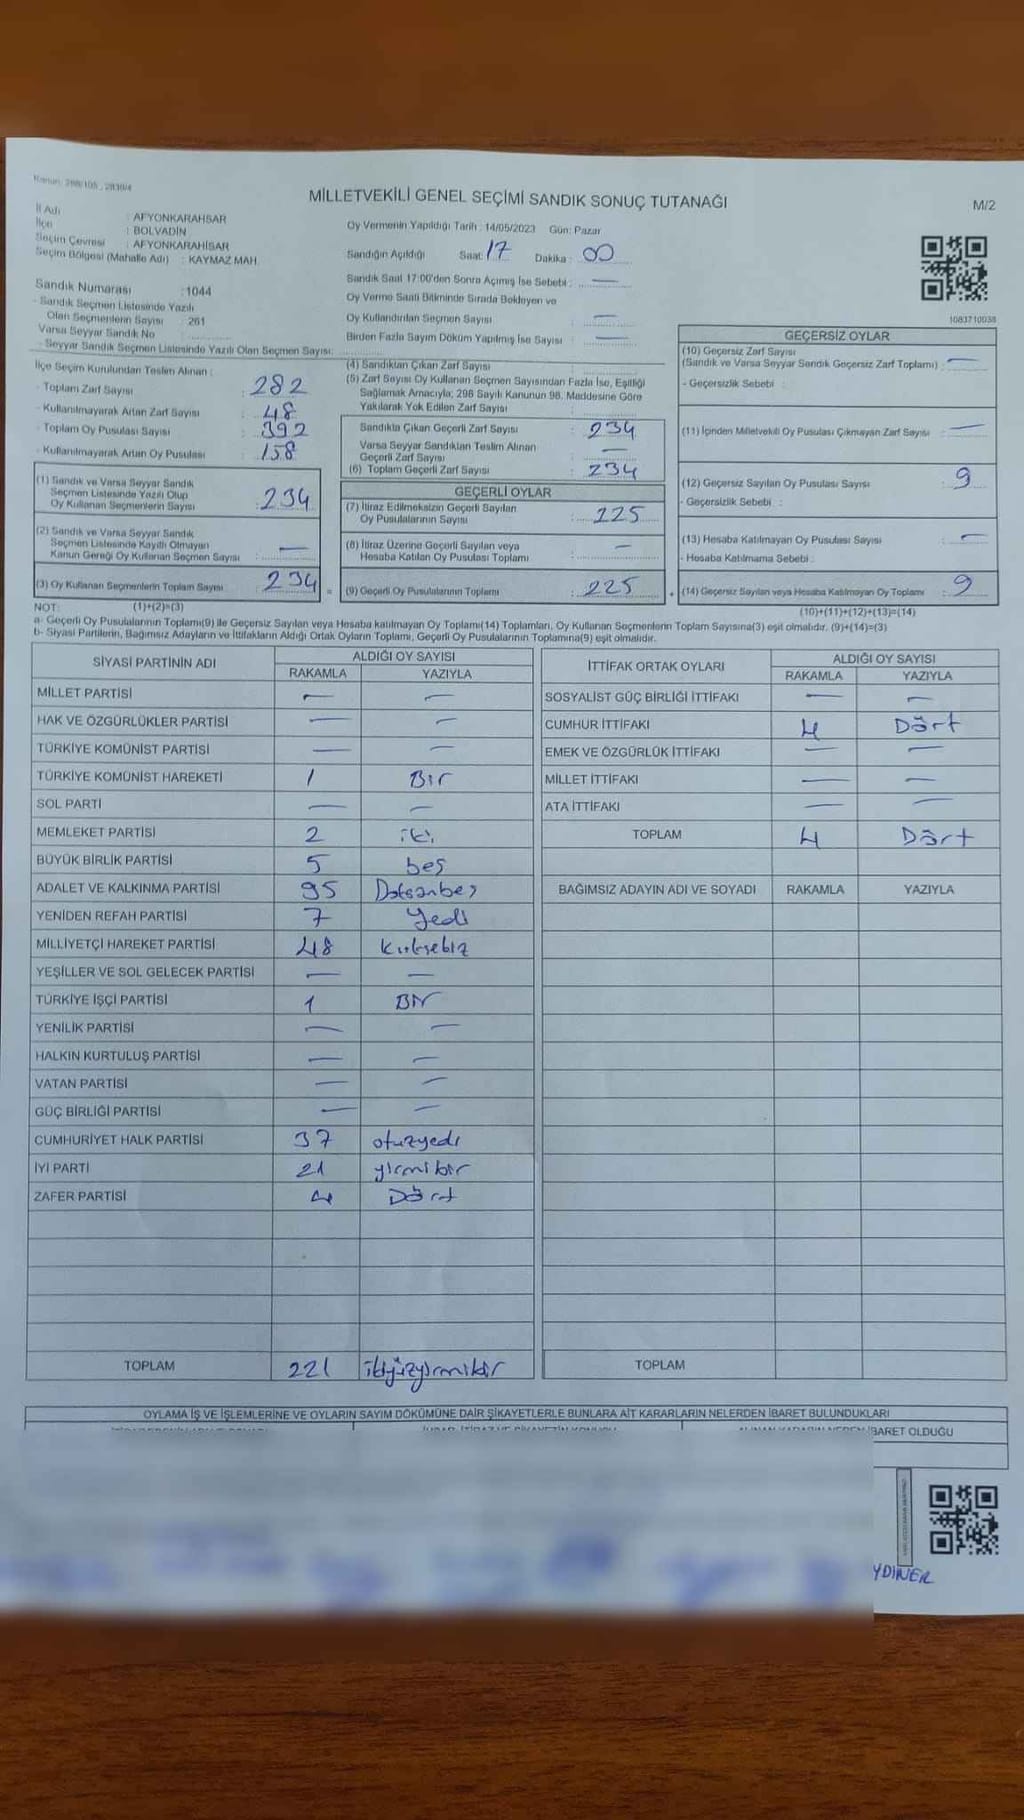 Kanun: 298/105 , 2839/4
MİLLETVEKİLİ GENEL SEÇİMİ SANDIK SONUÇ TUTANAĞI
M/2
İl Adı : AFYONKARAHİSAR
İlçe : BOLVADİN
Seçim Çevresi : AFYONKARAHİSAR
Seçim Bölgesi (Mahalle Adı) : KAYMAZ MAH.
Oy Vermenin Yapıldığı Tarih : 14/05/2023 Gün: Pazar
Sandığın Açıldığı Saat: 17 Dakika : 00
Sandık Saat 17:00'den Sonra Açımış İse Sebebi : —
Oy Verme Saati Bitiminde Sırada Bekleyen ve
Oy Kullandırılan Seçmen Sayısı : —
Birden Fazla Sayım Döküm Yapılmış İse Sayısı : —
1083710038
Sandık Numarası : 1044
- Sandık Seçmen Listesinde Yazılı
Olan Seçmenlerin Sayısı : 261
Varsa Seyyar Sandık No :
- Seyyar Sandık Seçmen Listesinde Yazılı Olan Seçmen Sayısı:
İlçe Seçim Kurulundan Teslim Alınan :
- Toplam Zarf Sayısı : 282
- Kullanılmayarak Artan Zarf Sayısı : 48
- Toplam Oy Pusulası Sayısı : 392
- Kullanılmayarak Artan Oy Pusulası : 158
(1) Sandık ve Varsa Seyyar Sandık
Seçmen Listesinde Yazılı Olup
Oy Kullanan Seçmenlerin Sayısı : 234
(2) Sandık ve Varsa Seyyar Sandık
Seçmen Listesinde Kayıtlı Olmayan
Kanun Gereği Oy Kullanan Seçmen Sayısı : —
(3) Oy Kullanan Seçmenlerin Toplam Sayısı : 234
(4) Sandıktan Çıkan Zarf Sayısı :
(5) Zarf Sayısı Oy Kullanan Seçmen Sayısından Fazla İse, Eşitliği
Sağlamak Amacıyla; 298 Sayılı Kanunun 98. Maddesine Göre
Yakılarak Yok Edilen Zarf Sayısı :
Sandıkta Çıkan Geçerli Zarf Sayısı : 234
Varsa Seyyar Sandıktan Teslim Alınan
Geçerli Zarf Sayısı : —
(6) Toplam Geçerli Zarf Sayısı : 234
GEÇERLİ OYLAR
(7) İtiraz Edilmeksizin Geçerli Sayılan
Oy Pusulalarının Sayısı : 225
(8) İtiraz Üzerine Geçerli Sayılan veya
Hesaba Katılan Oy Pusulası Toplamı : —
(9) Geçerli Oy Pusulalarının Toplamı : 225
GEÇERSİZ OYLAR
(10) Geçersiz Zarf Sayısı
(Sandık ve Varsa Seyyar Sandık Geçersiz Zarf Toplamı) : —
- Geçersizlik Sebebi :
(11) İçinden Milletvekili Oy Pusulası Çıkmayan Zarf Sayısı : —
(12) Geçersiz Sayılan Oy Pusulası Sayısı : 9
- Geçersizlik Sebebi :
(13) Hesaba Katılmayan Oy Pusulası Sayısı : —
- Hesaba Katılmama Sebebi :
(14) Geçersiz Sayılan veya Hesaba Katılmayan Oy Toplamı : 9
NOT: (1)+(2)=(3)
(10)+(11)+(12)+(13)=(14)
a- Geçerli Oy Pusulalarının Toplamı(9) ile Geçersiz Sayılan veya Hesaba katılmayan Oy Toplamı(14) Toplamları, Oy Kullanan Seçmenlerin Toplam Sayısına(3) eşit olmalıdır. (9)+(14)=(3)
b- Siyasi Partilerin, Bağımsız Adayların ve İttifakların Aldığı Ortak Oyların Toplamı, Geçerli Oy Pusulalarının Toplamına(9) eşit olmalıdır.
SİYASİ PARTİNİN ADI ALDIĞI OY SAYISI
RAKAMLA YAZIYLA
MİLLET PARTİSİ — —
HAK VE ÖZGÜRLÜKLER PARTİSİ — —
TÜRKİYE KOMÜNİST PARTİSİ — —
TÜRKİYE KOMÜNİST HAREKETİ 1 Bir
SOL PARTİ — —
MEMLEKET PARTİSİ 2 iki
BÜYÜK BİRLİK PARTİSİ 5 beş
ADALET VE KALKINMA PARTİSİ 95 Doksanbeş
YENİDEN REFAH PARTİSİ 7 Yedi
MİLLİYETÇİ HAREKET PARTİSİ 48 kırksekiz
YEŞİLLER VE SOL GELECEK PARTİSİ — —
TÜRKİYE İŞÇİ PARTİSİ 1 Bir
YENİLİK PARTİSİ — —
HALKIN KURTULUŞ PARTİSİ — —
VATAN PARTİSİ — —
GÜÇ BİRLİĞİ PARTİSİ — —
CUMHURİYET HALK PARTİSİ 37 otuzyedi
İYİ PARTİ 21 yirmibir
ZAFER PARTİSİ 4 Dört
TOPLAM 221 ikiyüzyirmibir
İTTİFAK ORTAK OYLARI ALDIĞI OY SAYISI
RAKAMLA YAZIYLA
SOSYALİST GÜÇ BİRLİĞİ İTTİFAKI — —
CUMHUR İTTİFAKI 4 Dört
EMEK VE ÖZGÜRLÜK İTTİFAKI — —
MİLLET İTTİFAKI — —
ATA İTTİFAKI — —
TOPLAM 4 Dört
BAĞIMSIZ ADAYIN ADI VE SOYADI RAKAMLA YAZIYLA
TOPLAM
OYLAMA İŞ VE İŞLEMLERİNE VE OYLARIN SAYIM DÖKÜMÜNE DAİR ŞİKAYETLERLE BUNLARA AİT KARARLARIN NELERDEN İBARET BULUNDUKLARI
İBARET OLDUĞU
YDINER